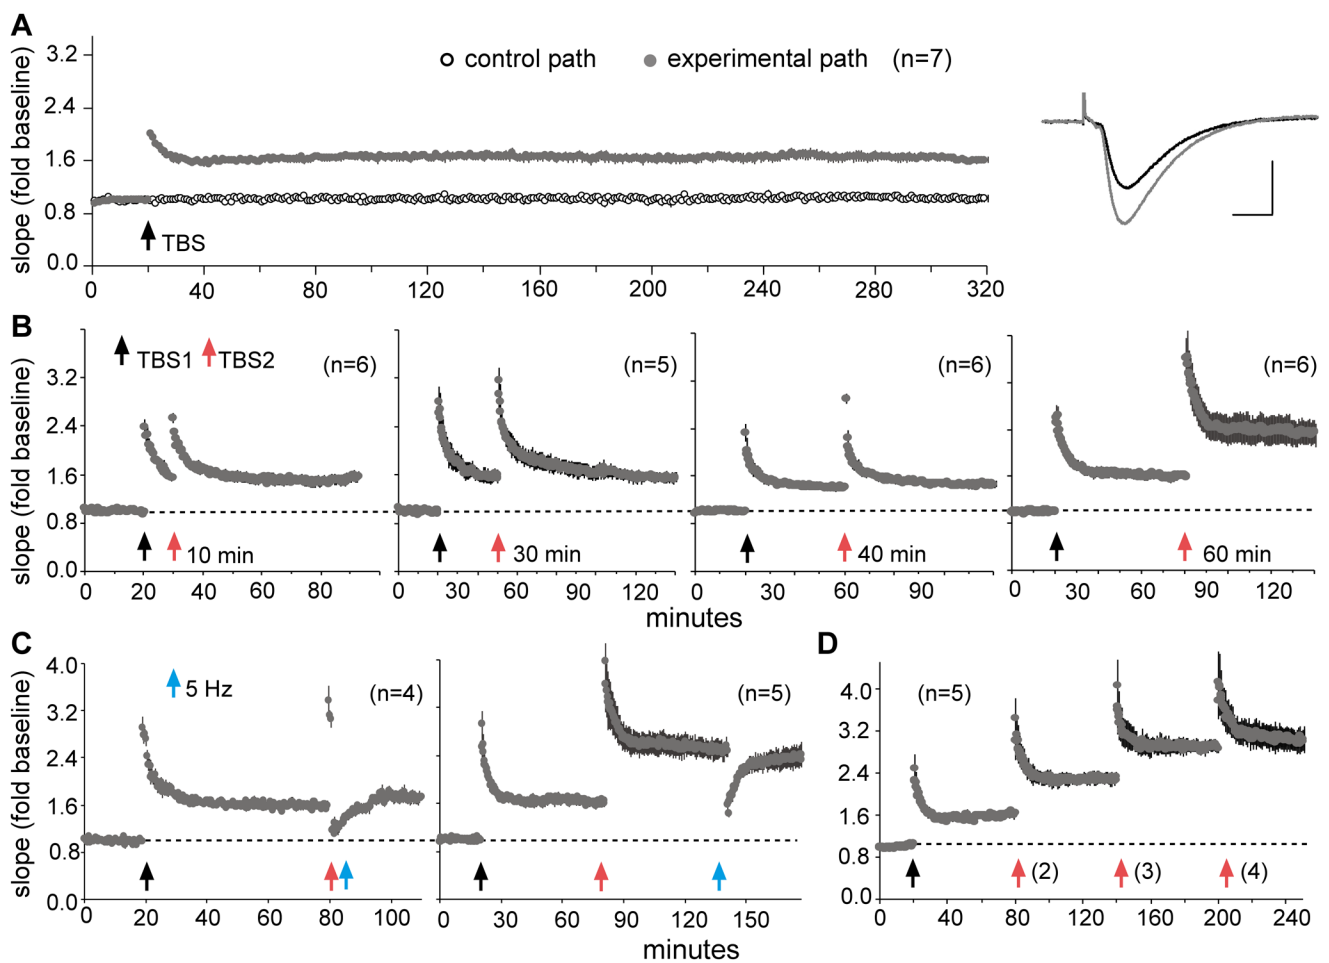 A
slope (fold baseline)
3.2
2.4
1.6
0.8
0.0
control path
experimental path (n=7)
TBS
0 40 80 120 160 200 240 280 320
B
slope (fold baseline)
3.2
2.4
1.6
0.8
0.0
TBS1 TBS2
(n=6)
(n=5)
(n=6)
(n=6)
10 min
30 min
40 min
60 min
0 20 40 60 80
0 30 60 90 120
0 30 60 90
0 30 60 90 120
minutes
C
slope (fold baseline)
4.0
3.2
2.4
1.6
0.8
0.0
5 Hz
(n=4)
(n=5)
0 20 40 60 80 100
0 30 60 90 120 150
minutes
D
(n=5)
4.0
3.2
2.4
1.6
0.8
0.0
(2) (3) (4)
0 40 80 120 160 200 240